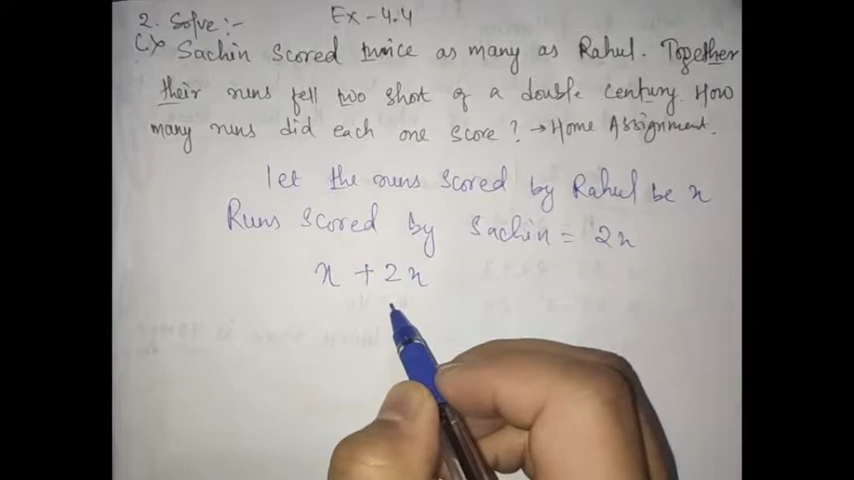 Ex - 4.4
2. Solve :-
C> Sachin scored twice as many as Rahul. Together
their runs fell two short of a double century. How
many runs did each one score? → Home Assignment.
let the runs scored by Rahul be x
Runs scored by Sachin = 2x
x + 2x